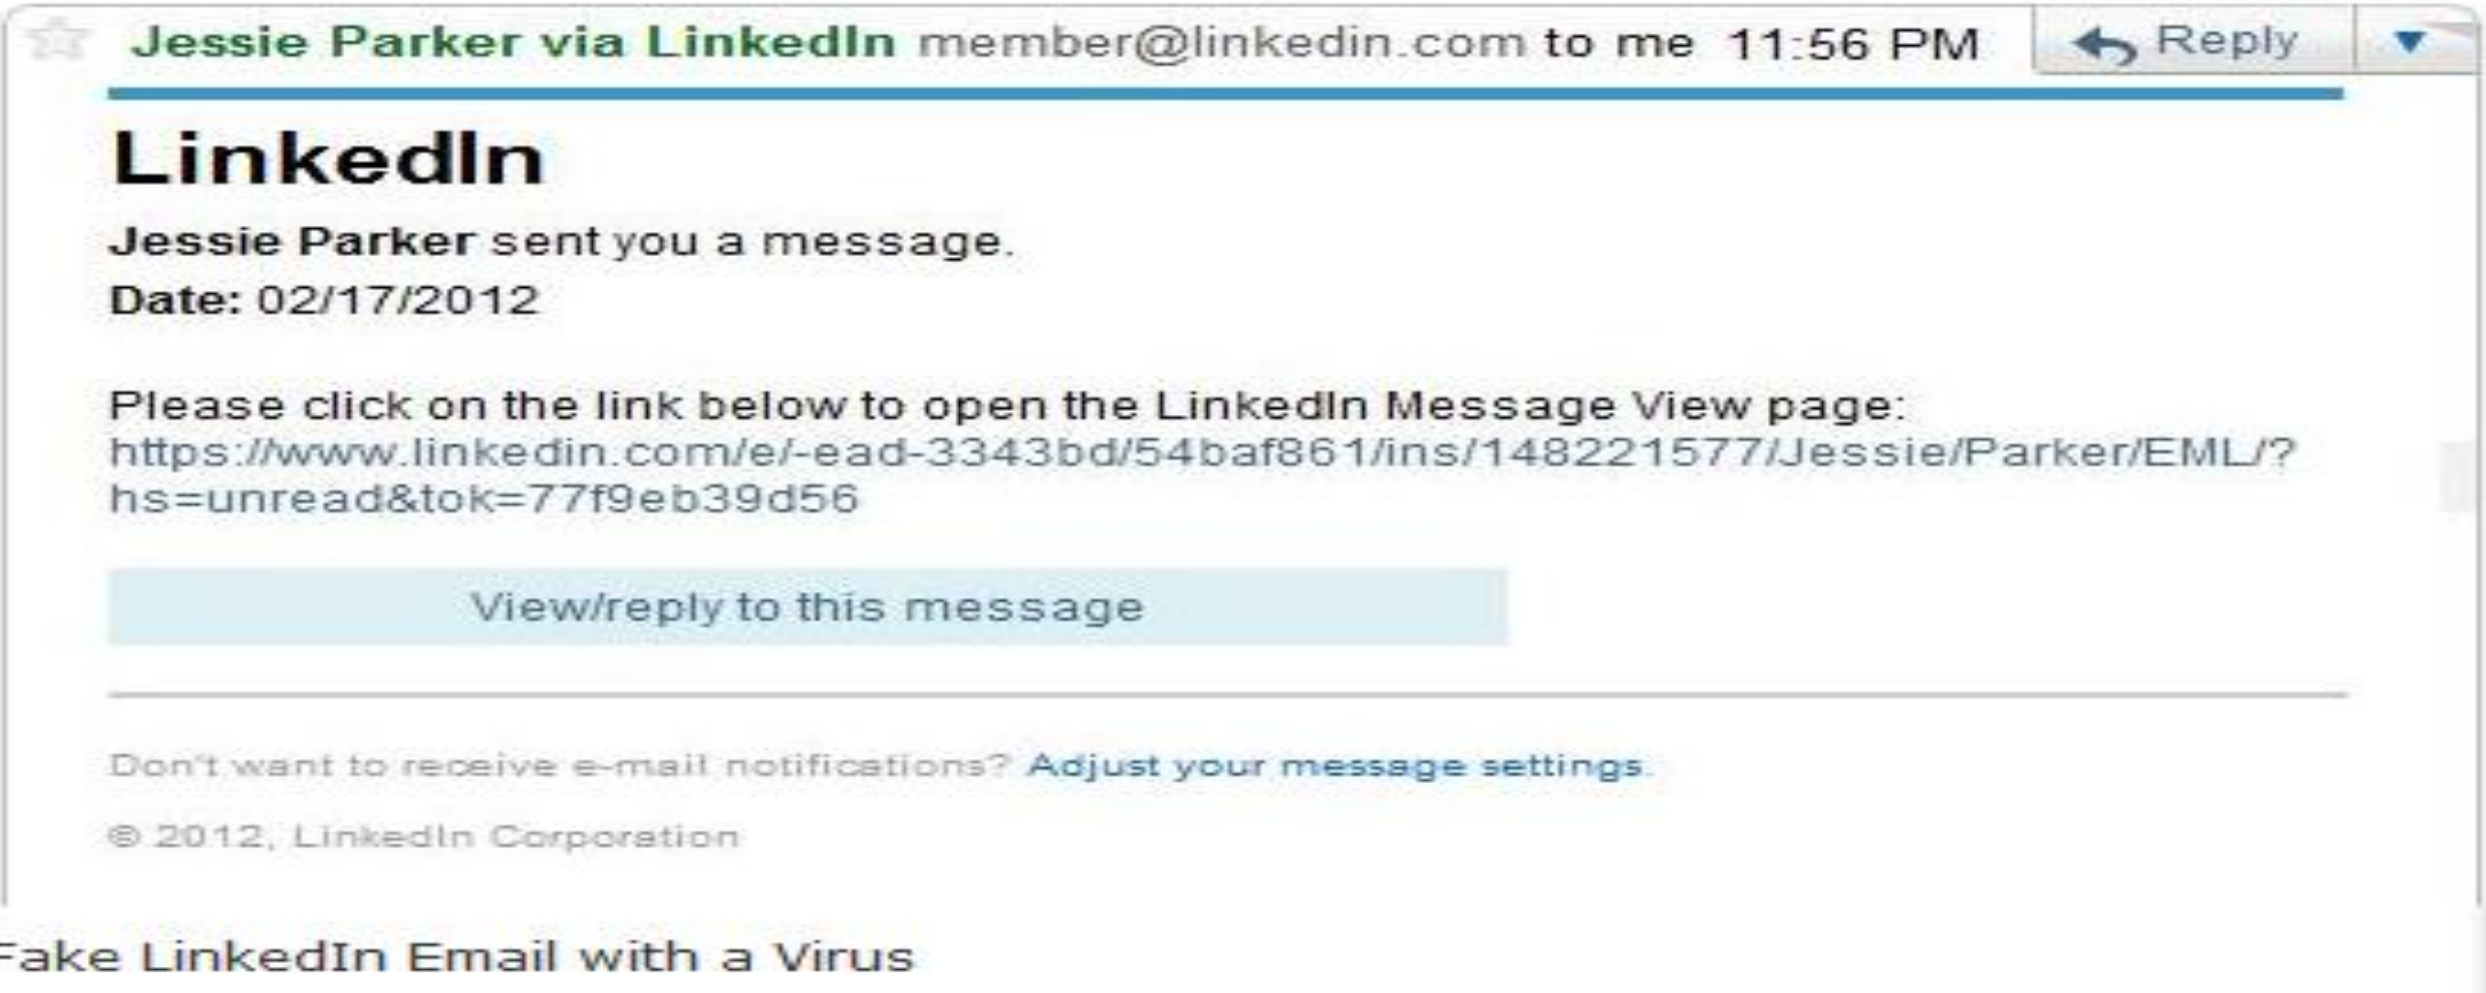 Jessie Parker via LinkedIn member@linkedin.com to me 11:56 PM Reply
LinkedIn
Jessie Parker sent you a message.
Date: 02/17/2012
Please click on the link below to open the LinkedIn Message View page:
https://www.linkedin.com/e/-ead-3343bd/54baf861/ins/148221577/Jessie/Parker/EML/?
hs=unread&tok=77f9eb39d56
View/reply to this message
Don't want to receive e-mail notifications? Adjust your message settings.
© 2012, LinkedIn Corporation
Fake LinkedIn Email with a Virus